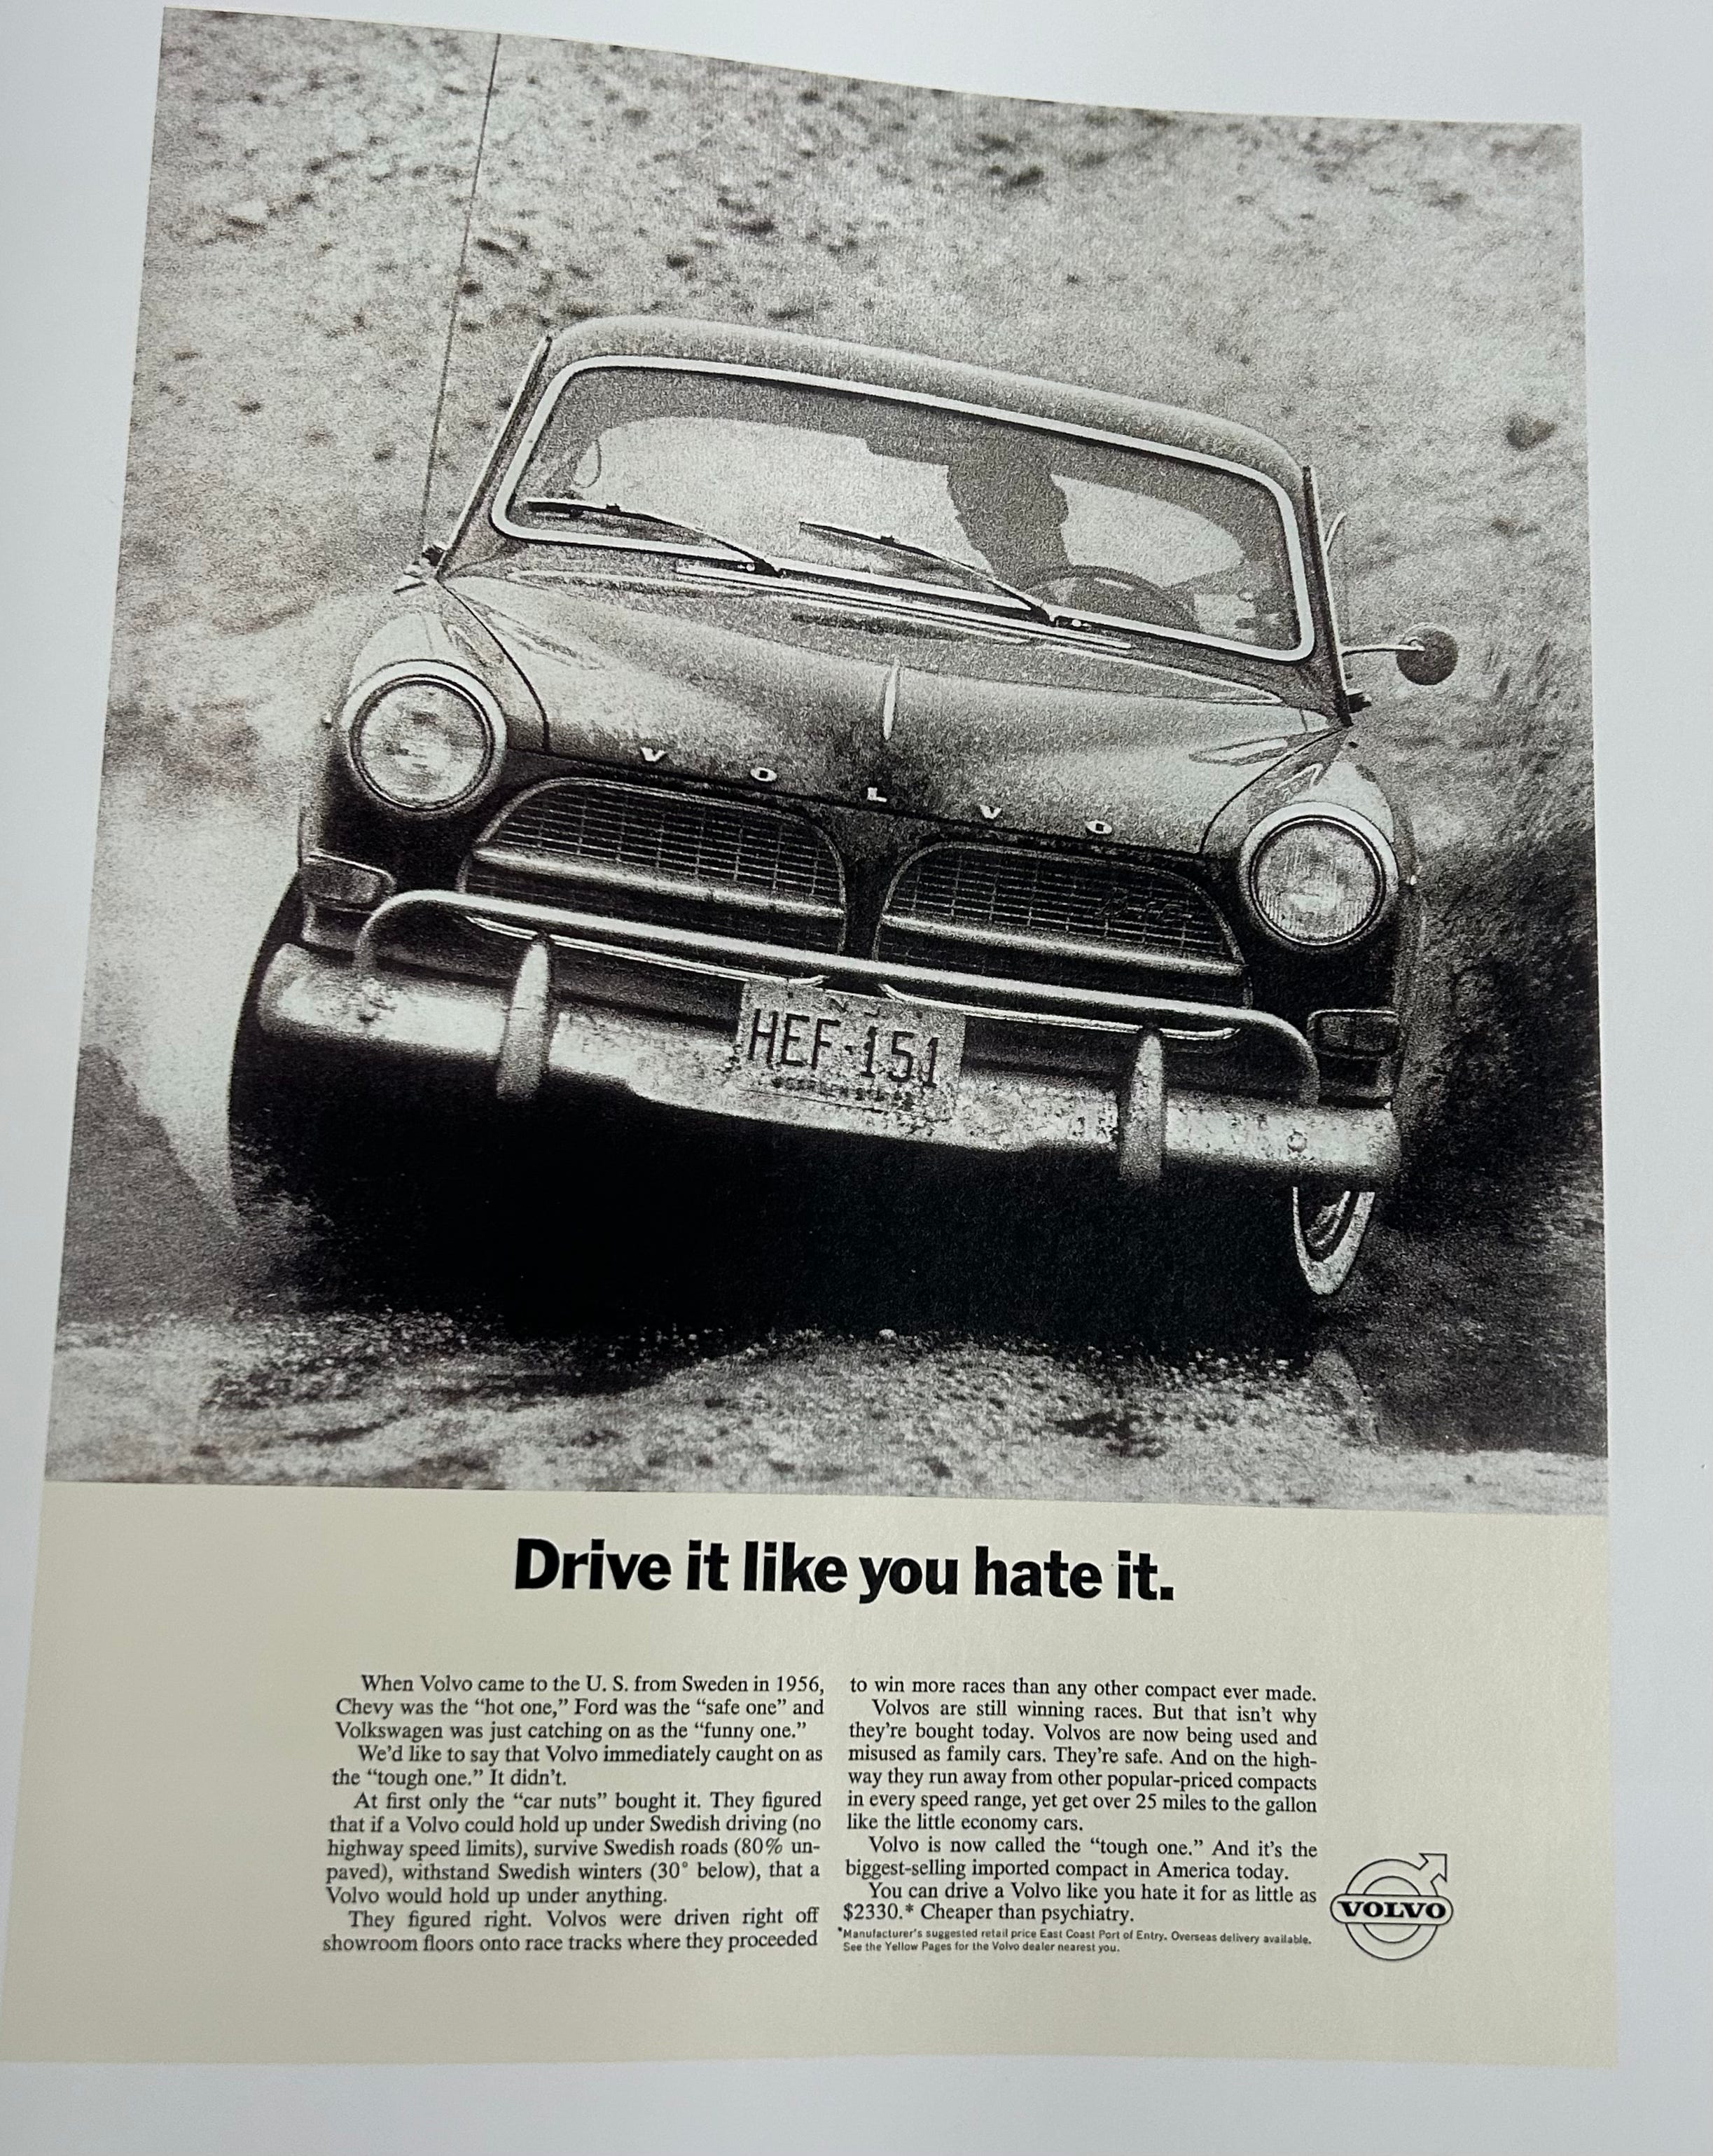 V O L V O
HEF-151
Drive it like you hate it.
When Volvo came to the U. S. from Sweden in 1956,
Chevy was the “hot one,” Ford was the “safe one” and
Volkswagen was just catching on as the “funny one.”
We’d like to say that Volvo immediately caught on as
the “tough one.” It didn’t.
At first only the “car nuts” bought it. They figured
that if a Volvo could hold up under Swedish driving (no
highway speed limits), survive Swedish roads (80% un-
paved), withstand Swedish winters (30° below), that a
Volvo would hold up under anything.
They figured right. Volvos were driven right off
showroom floors onto race tracks where they proceeded
to win more races than any other compact ever made.
Volvos are still winning races. But that isn’t why
they’re bought today. Volvos are now being used and
misused as family cars. They’re safe. And on the high-
way they run away from other popular-priced compacts
in every speed range, yet get over 25 miles to the gallon
like the little economy cars.
Volvo is now called the “tough one.” And it’s the
biggest-selling imported compact in America today.
You can drive a Volvo like you hate it for as little as
$2330.* Cheaper than psychiatry.
*Manufacturer’s suggested retail price East Coast Port of Entry. Overseas delivery available.
See the Yellow Pages for the Volvo dealer nearest you.
VOLVO